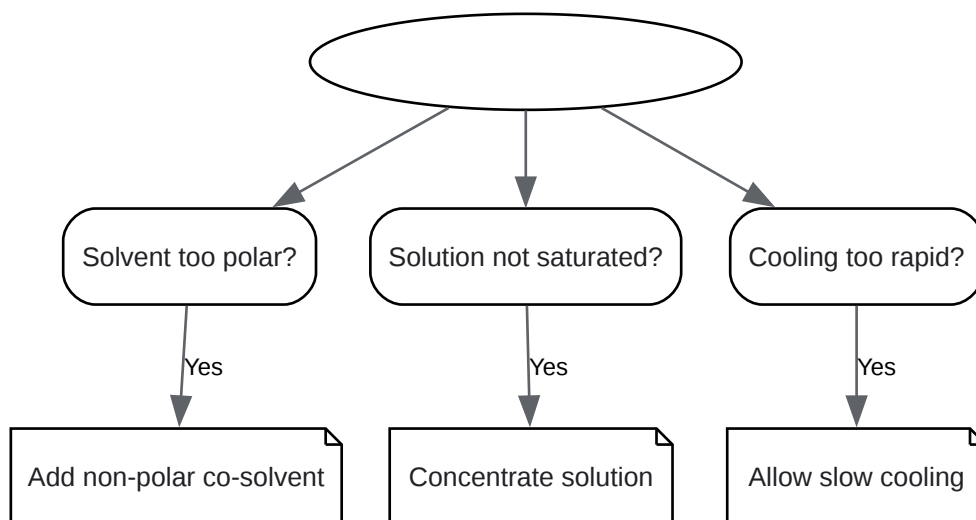 Solvent too polar?
Solution not saturated?
Cooling too rapid?
Yes
Yes
Yes
Add non-polar co-solvent
Concentrate solution
Allow slow cooling